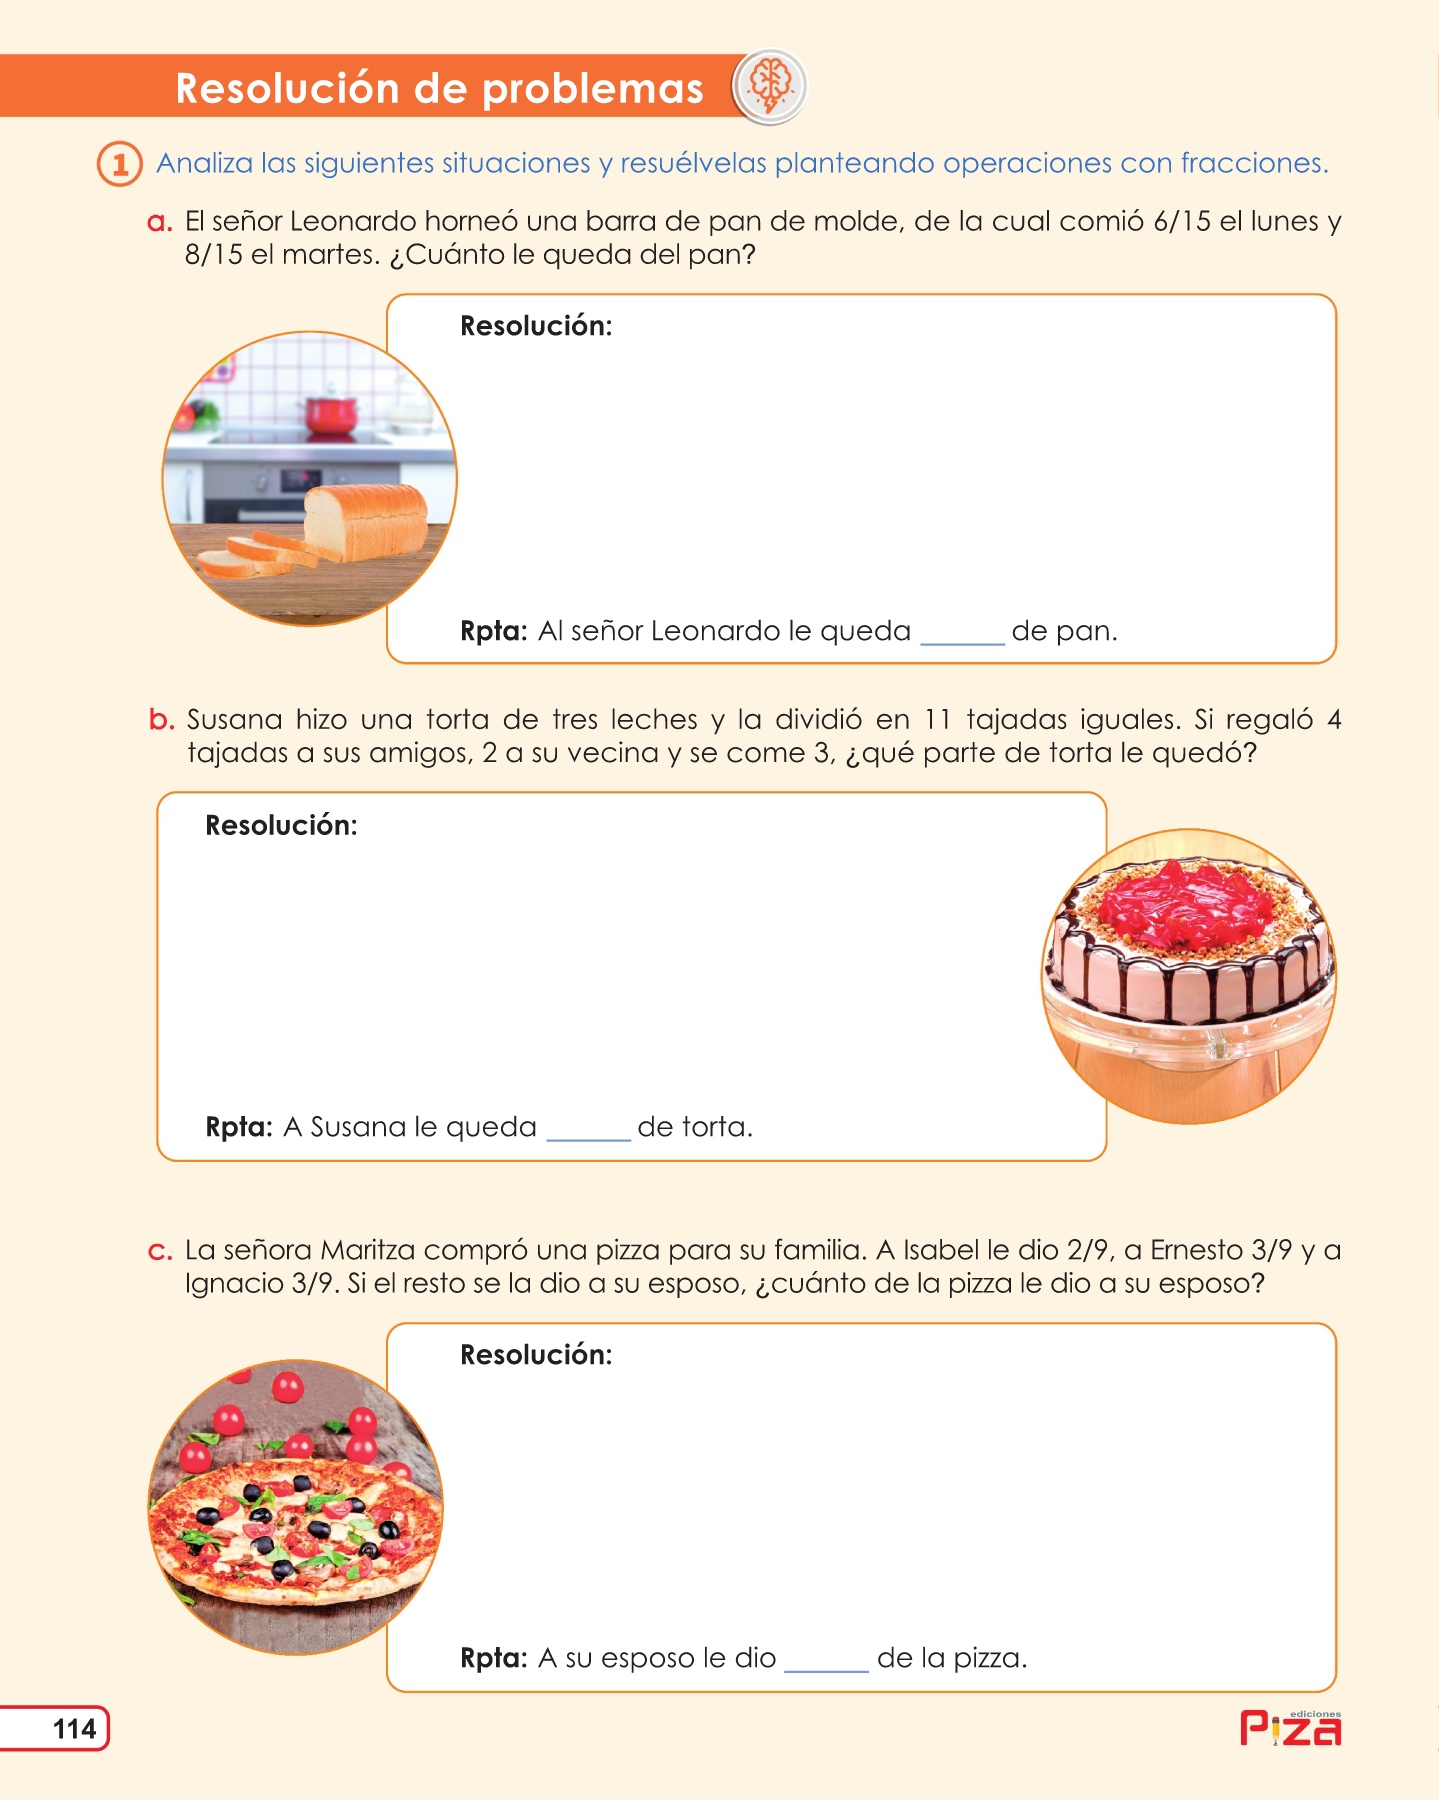 Resolución de problemas
1 Analiza las siguientes situaciones y resuélvelas planteando operaciones con fracciones.
a. El señor Leonardo horneó una barra de pan de molde, de la cual comió 6/15 el lunes y
8/15 el martes. ¿Cuánto le queda del pan?
Resolución:
Rpta: Al señor Leonardo le queda ______ de pan.
b. Susana hizo una torta de tres leches y la dividió en 11 tajadas iguales. Si regaló 4
tajadas a sus amigos, 2 a su vecina y se come 3, ¿qué parte de torta le quedó?
Resolución:
Rpta: A Susana le queda ______ de torta.
c. La señora Maritza compró una pizza para su familia. A Isabel le dio 2/9, a Ernesto 3/9 y a
Ignacio 3/9. Si el resto se la dio a su esposo, ¿cuánto de la pizza le dio a su esposo?
Resolución:
Rpta: A su esposo le dio ______ de la pizza.
114
ediciones
Piza